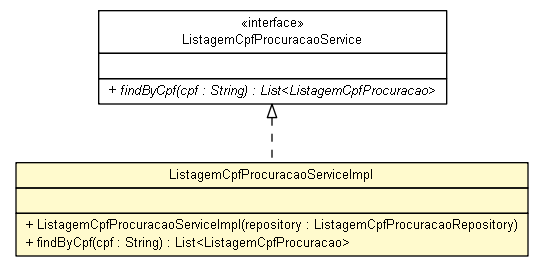 «interface»
ListagemCpfProcuracaoService
+ findByCpf(cpf : String) : List<ListagemCpfProcuracao>
ListagemCpfProcuracaoServiceImpl
+ ListagemCpfProcuracaoServiceImpl(repository : ListagemCpfProcuracaoRepository)
+ findByCpf(cpf : String) : List<ListagemCpfProcuracao>